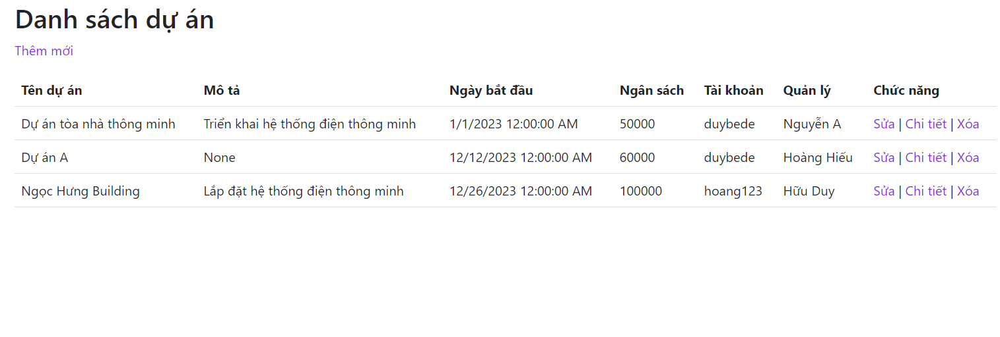 Danh sách dự án
Thêm mới
Tên dự án Mô tả Ngày bắt đầu Ngân sách Tài khoản Quản lý Chức năng
Dự án tòa nhà thông minh Triển khai hệ thống điện thông minh 1/1/2023 12:00:00 AM 50000 duybede Nguyễn A Sửa | Chi tiết | Xóa
Dự án A None 12/12/2023 12:00:00 AM 60000 duybede Hoàng Hiếu Sửa | Chi tiết | Xóa
Ngọc Hưng Building Lắp đặt hệ thống điện thông minh 12/26/2023 12:00:00 AM 100000 hoang123 Hữu Duy Sửa | Chi tiết | Xóa